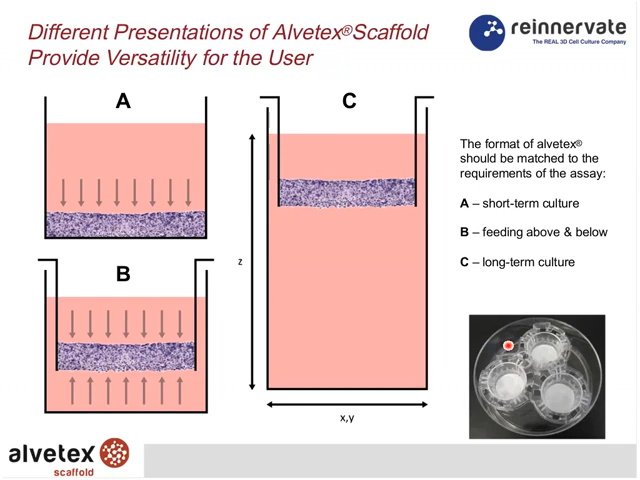 Different Presentations of Alvetex®Scaffold
Provide Versatility for the User
reinnervate
The REAL 3D Cell Culture Company
A
C
The format of alvetex®
should be matched to the
requirements of the assay:
A – short-term culture
B – feeding above & below
C – long-term culture
z
B
x,y
alvetex
scaffold